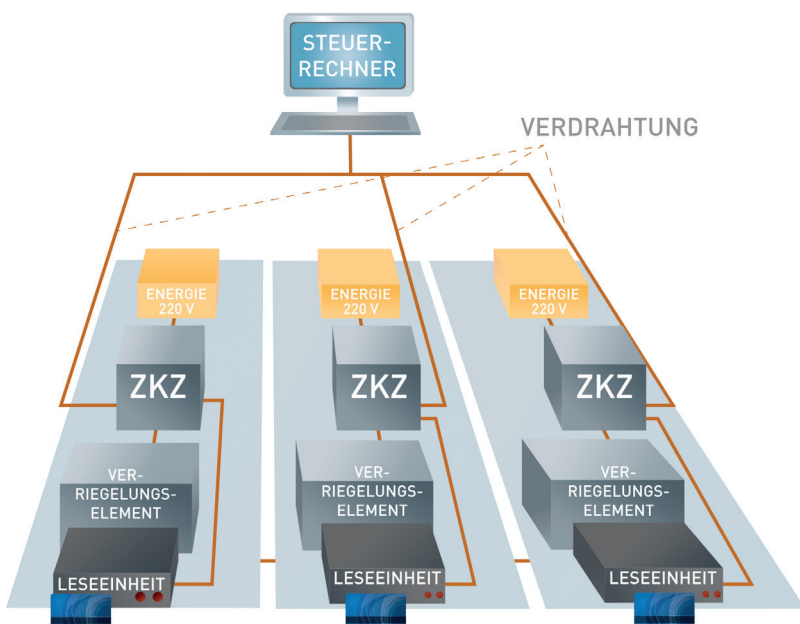 STEUER-
RECHNER
VERDRAHTUNG
ENERGIE
220 V
ENERGIE
220 V
ENERGIE
220 V
ZKZ
ZKZ
ZKZ
VER-
RIEGELUNGS-
ELEMENT
VER-
RIEGELUNGS-
ELEMENT
VER-
RIEGELUNGS-
ELEMENT
LESEEINHEIT
LESEEINHEIT
LESEEINHEIT